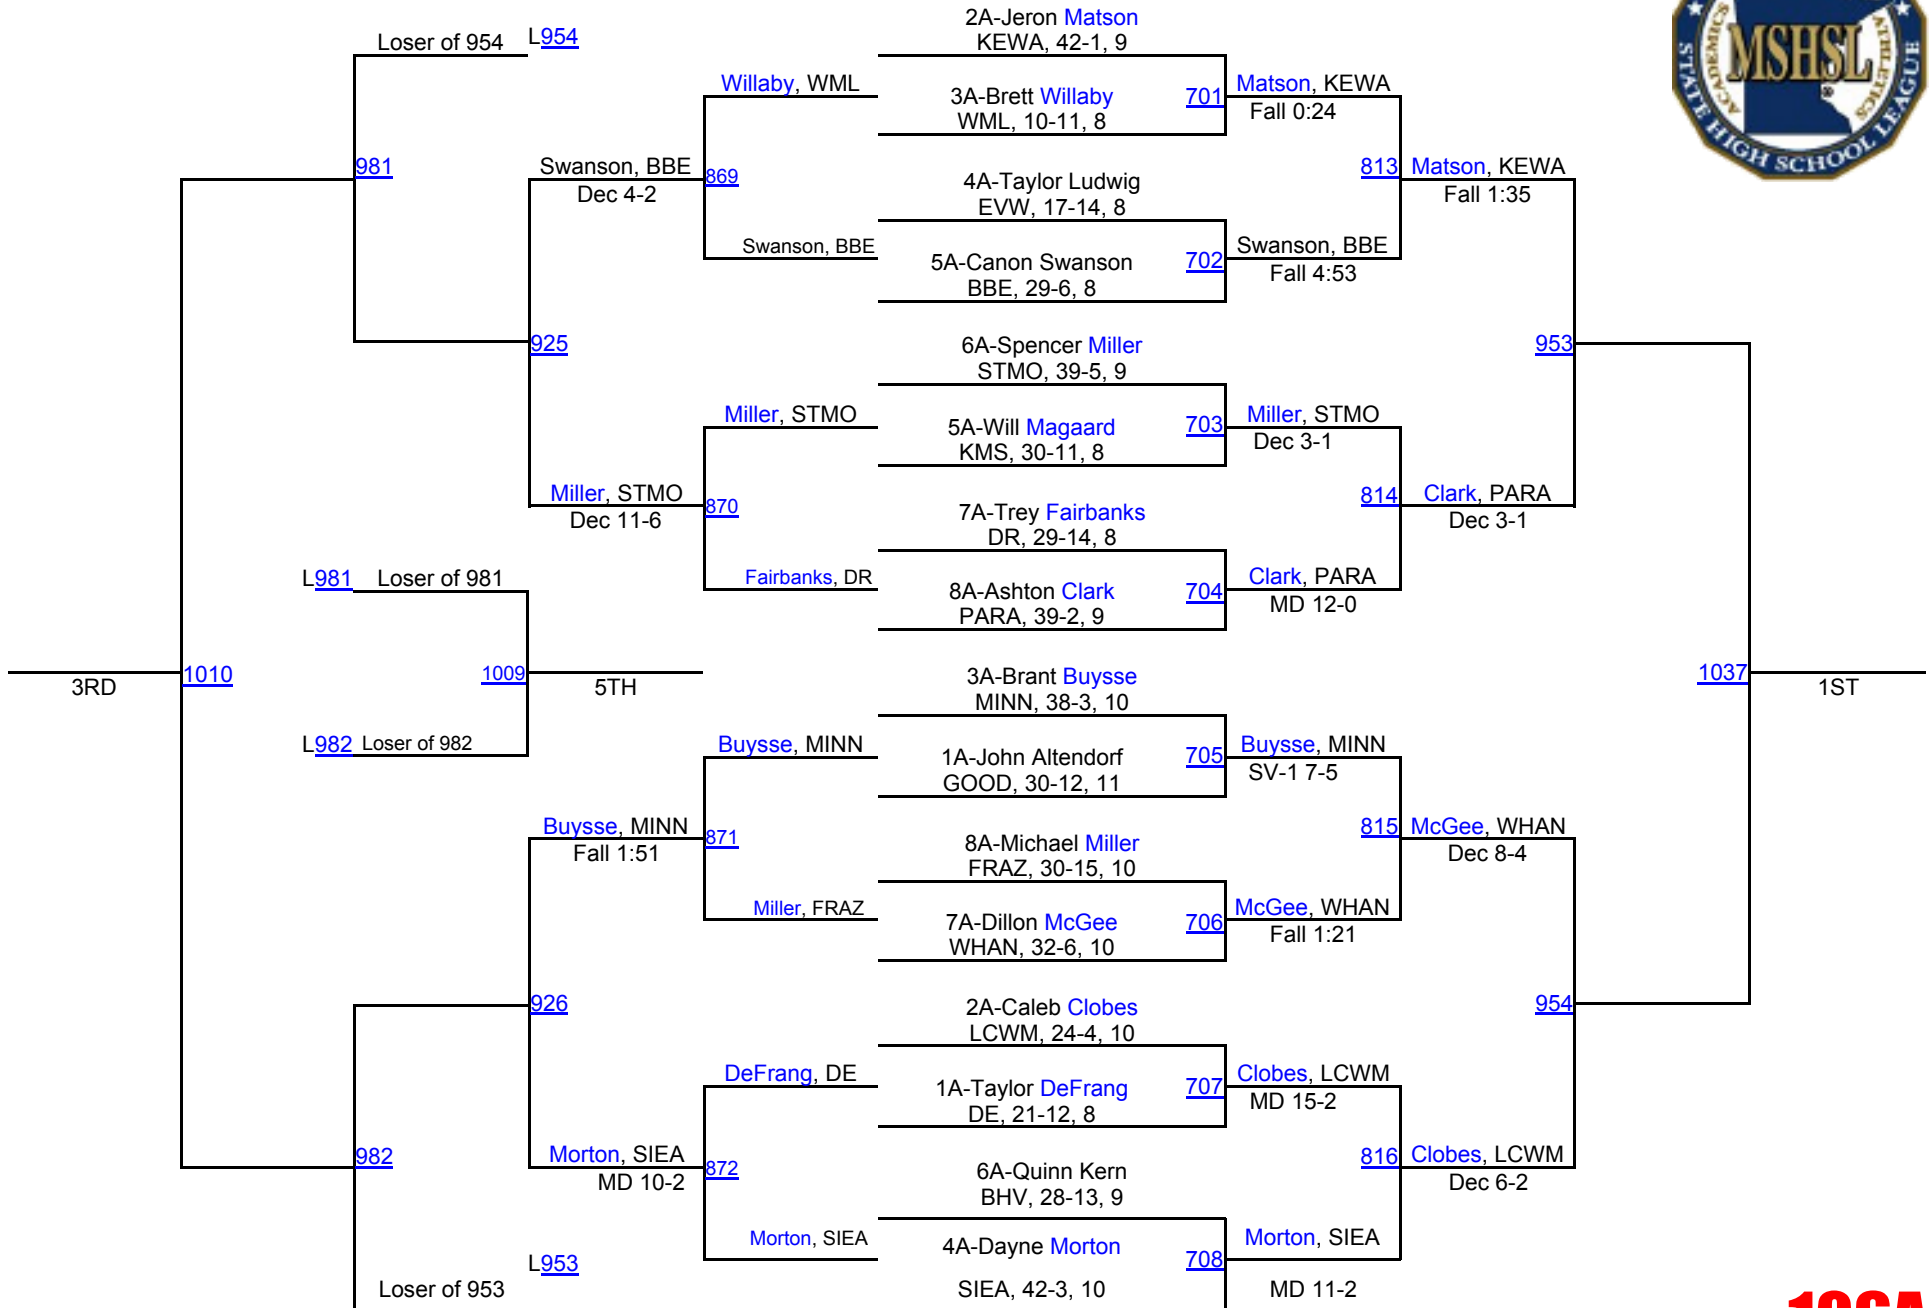 2A-Jeron Matson
KEWA, 42-1, 9
Loser of 954
L954
Willaby, WML
3A-Brett Willaby
WML, 10-11, 8
701
Matson, KEWA
Fall 0:24
981
Swanson, BBE
Dec 4-2
869
4A-Taylor Ludwig
EVW, 17-14, 8
813
Matson, KEWA
Fall 1:35
Swanson, BBE
5A-Canon Swanson
BBE, 29-6, 8
702
Swanson, BBE
Fall 4:53
925
6A-Spencer Miller
STMO, 39-5, 9
953
Miller, STMO
5A-Will Magaard
KMS, 30-11, 8
703
Miller, STMO
Dec 3-1
Miller, STMO
Dec 11-6
870
7A-Trey Fairbanks
DR, 29-14, 8
814
Clark, PARA
Dec 3-1
L981
Loser of 981
Fairbanks, DR
8A-Ashton Clark
PARA, 39-2, 9
704
Clark, PARA
MD 12-0
3RD
1010
1009
5TH
3A-Brant Buysse
MINN, 38-3, 10
1037
1ST
L982
Loser of 982
Buysse, MINN
1A-John Altendorf
GOOD, 30-12, 11
705
Buysse, MINN
SV-1 7-5
Buysse, MINN
Fall 1:51
871
8A-Michael Miller
FRAZ, 30-15, 10
815
McGee, WHAN
Dec 8-4
Miller, FRAZ
7A-Dillon McGee
WHAN, 32-6, 10
706
McGee, WHAN
Fall 1:21
926
2A-Caleb Clobes
LCWM, 24-4, 10
954
DeFrang, DE
1A-Taylor DeFrang
DE, 21-12, 8
707
Clobes, LCWM
MD 15-2
982
Morton, SIEA
MD 10-2
872
6A-Quinn Kern
BHV, 28-13, 9
816
Clobes, LCWM
Dec 6-2
Morton, SIEA
4A-Dayne Morton
SIEA, 42-3, 10
708
Morton, SIEA
MD 11-2
L953
Loser of 953
ACADEMICS
ATHLETICS
MSHSL
STATE HIGH SCHOOL LEAGUE